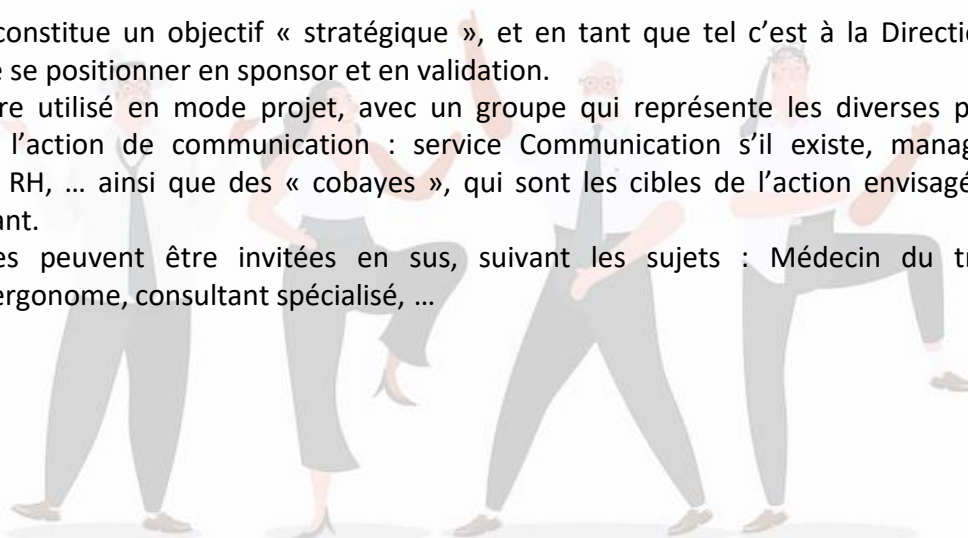 constitue un objectif « stratégique », et en tant que tel c’est à la Directi
se positionner en sponsor et en validation.
re utilisé en mode projet, avec un groupe qui représente les diverses p
l’action de communication : service Communication s’il existe, manag
RH, … ainsi que des « cobayes », qui sont les cibles de l’action envisag
ant.
es peuvent être invitées en sus, suivant les sujets : Médecin du tr
ergonome, consultant spécialisé, …